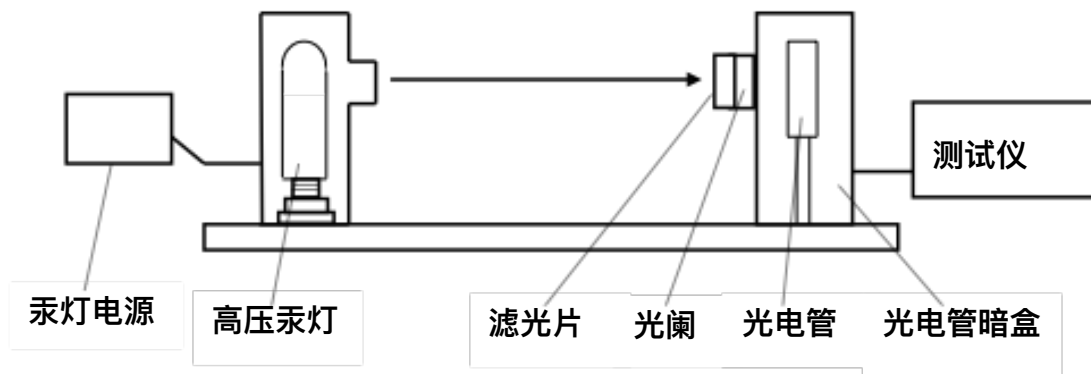 测试仪
汞灯电源
高压汞灯
滤光片
光阑
光电管
光电管暗盒